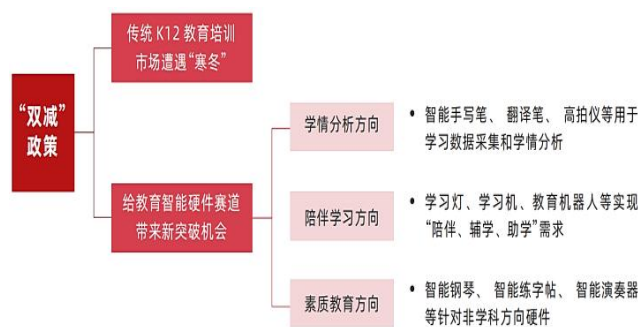 “双减”
政策
传统 K12 教育培训
市场遭遇“寒冬”
给教育智能硬件赛道
带来新突破机会
学情分析方向
• 智能手写笔、 翻译笔、 高拍仪等用于
学习数据采集和学情分析
陪伴学习方向
• 学习灯、学习机、教育机器人等实现
“陪伴、辅学、助学”需求
素质教育方向
• 智能钢琴、 智能练字帖、 智能演奏器
等针对非学科方向硬件